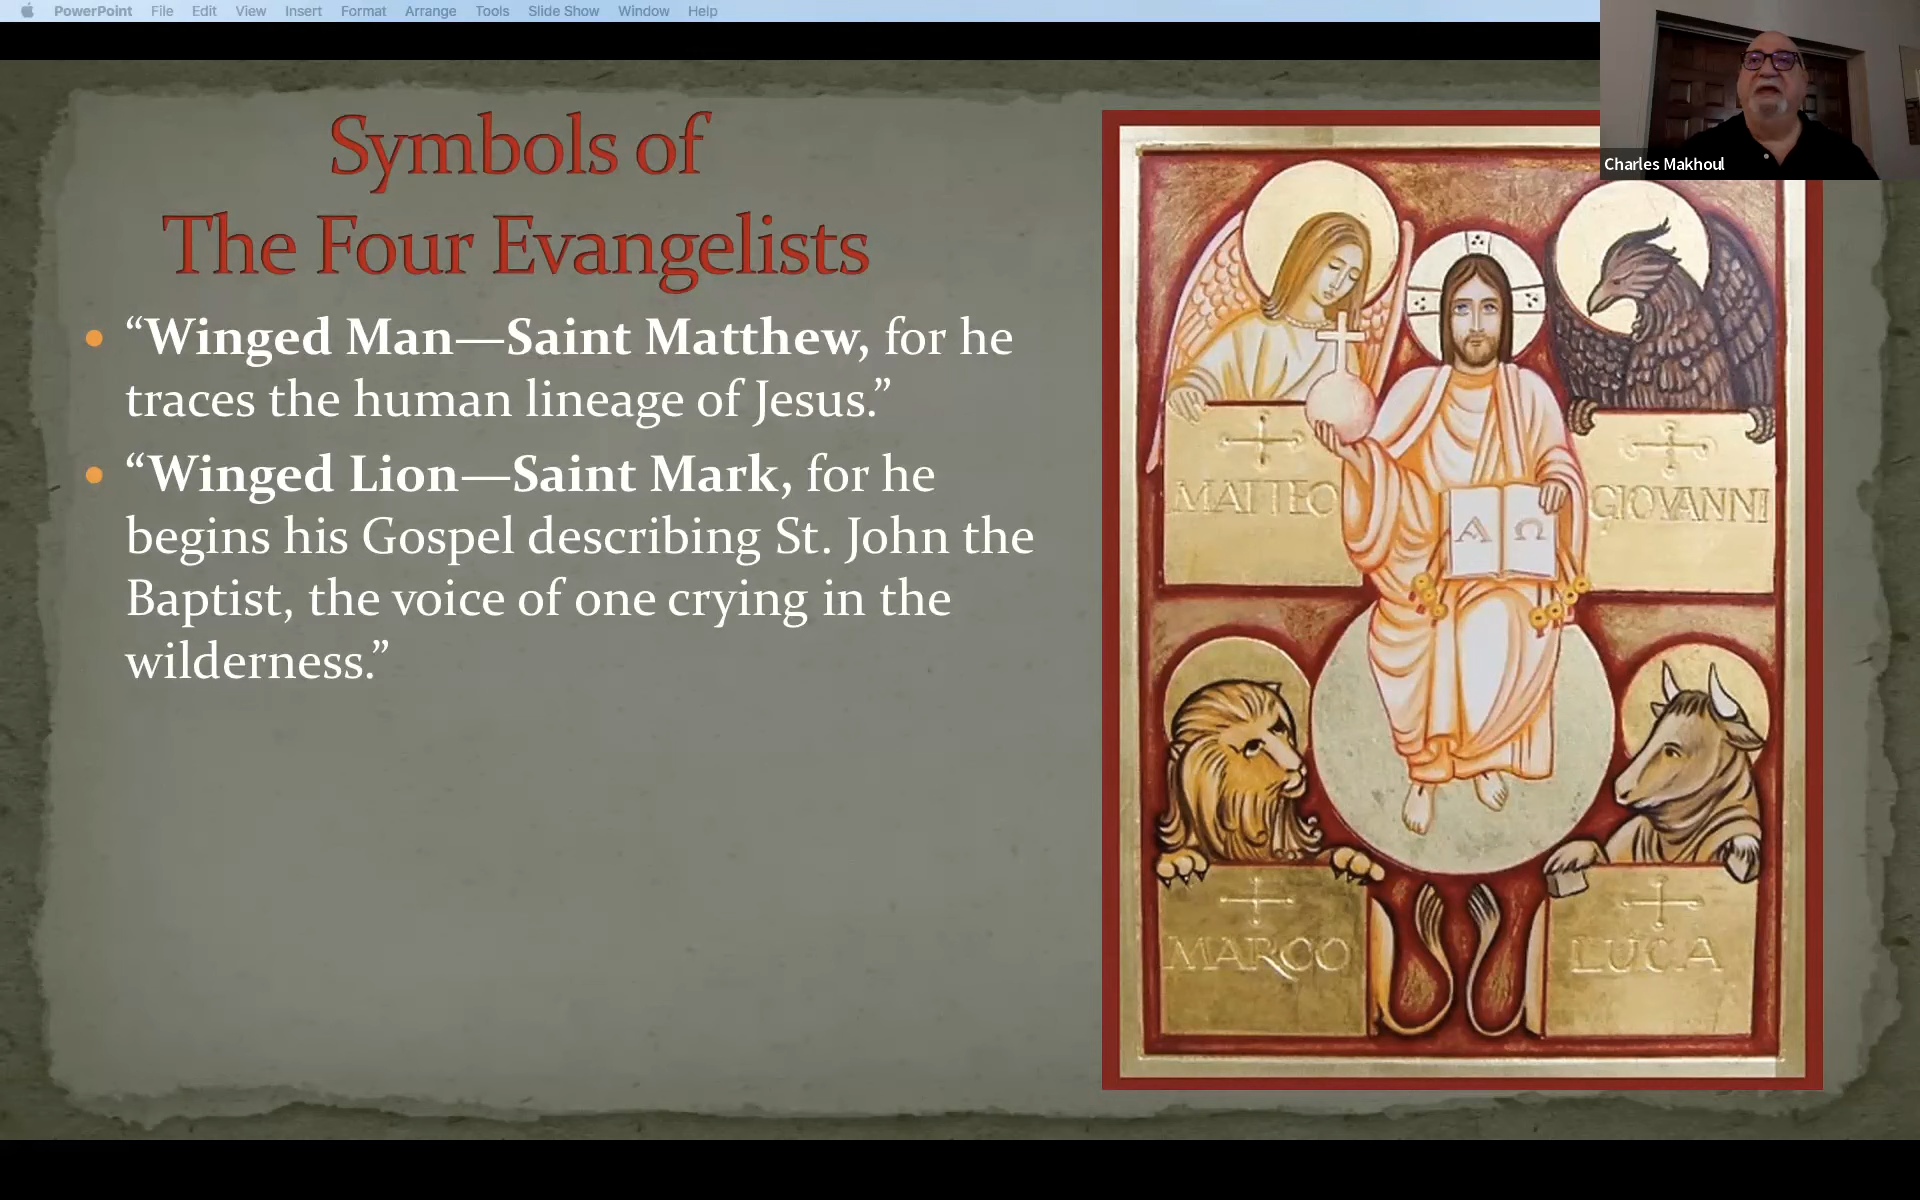 PowerPoint File Edit View Insert Format Arrange Tools Slide Show Window Help
Charles Makhoul
Symbols of
The Four Evangelists
• “Winged Man—Saint Matthew, for he
traces the human lineage of Jesus.”
• “Winged Lion—Saint Mark, for he
begins his Gospel describing St. John the
Baptist, the voice of one crying in the
wilderness.”
MATTEO
GIOVANNI
Α Ω
MARCO
LUCA